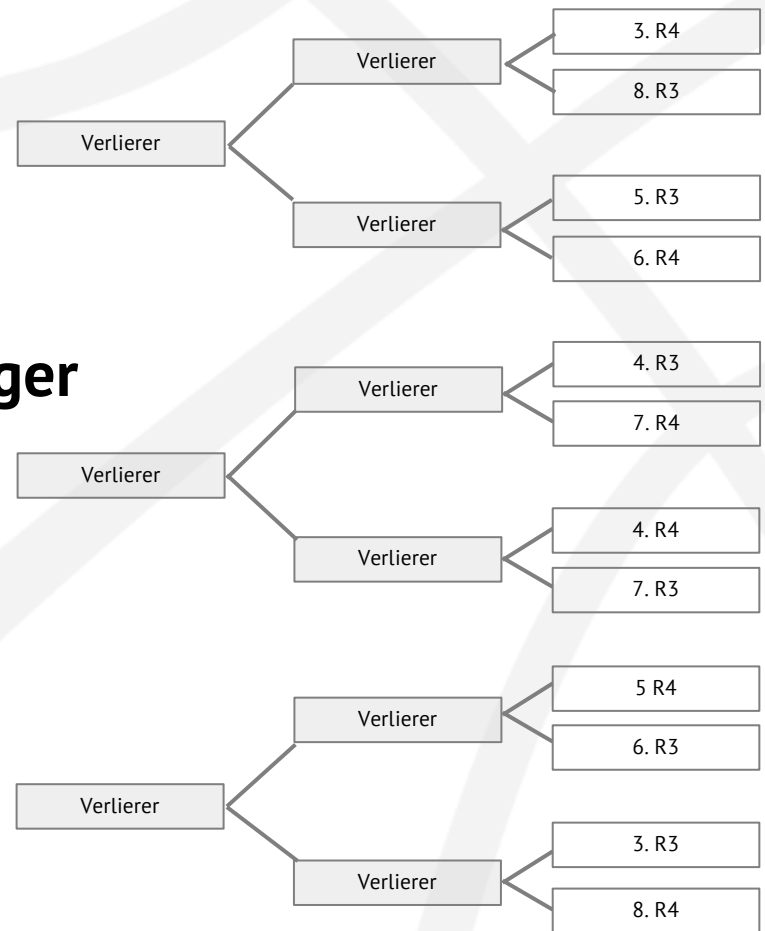 3. R4
Verlierer
8. R3
Verlierer
5. R3
Verlierer
6. R4
ger
4. R3
Verlierer
7. R4
Verlierer
4. R4
Verlierer
7. R3
5 R4
Verlierer
6. R3
Verlierer
3. R3
Verlierer
8. R4